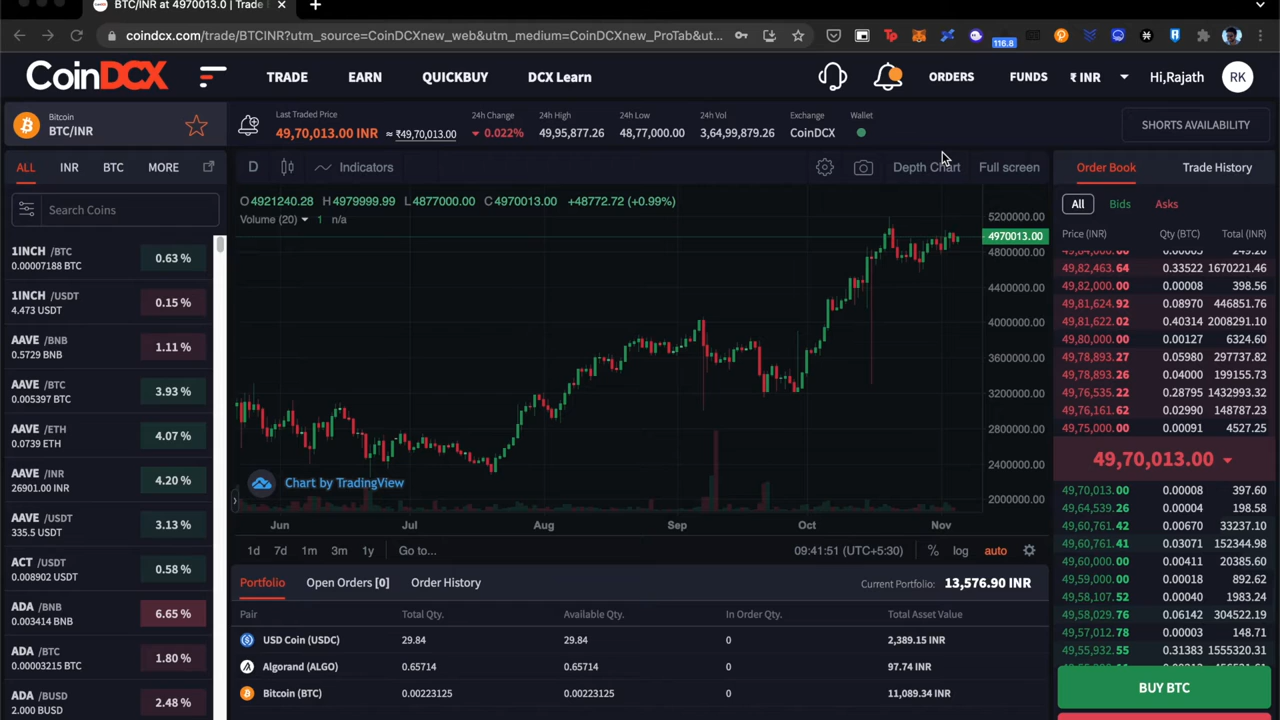 BTC/INR at 4970013.0 | Trade |
coindcx.com/trade/BTCINR?utm_source=CoinDCXnew_web&utm_medium=CoinDCXnew_ProTab&ut...
116.8
CoinDCX
TRADE
EARN
QUICKBUY
DCX Learn
ORDERS
FUNDS
₹ INR
Hi,Rajath
RK
Bitcoin
BTC/INR
Last Traded Price
49,70,013.00 INR
≈ ₹49,70,013.00
24h Change
0.022%
24h High
49,95,877.26
24h Low
48,77,000.00
24h Vol
3,64,99,879.26
Exchange
CoinDCX
Wallet
SHORTS AVAILABILITY
ALL
INR
BTC
MORE
Search Coins
1INCH /BTC
0.00007188 BTC
0.63 %
1INCH /USDT
4.473 USDT
0.15 %
AAVE /BNB
0.5729 BNB
1.11 %
AAVE /BTC
0.005397 BTC
3.93 %
AAVE /ETH
0.0739 ETH
4.07 %
AAVE /INR
26901.00 INR
4.20 %
AAVE /USDT
335.5 USDT
3.13 %
ACT /USDT
0.008902 USDT
0.58 %
ADA /BNB
0.003414 BNB
6.65 %
ADA /BTC
0.00003215 BTC
1.80 %
ADA /BUSD
2.000 BUSD
2.48 %
D
Indicators
Depth Chart
Full screen
O4921240.28 H4979999.99 L4877000.00 C4970013.00 +48772.72 (+0.99%)
Volume (20) 1 n/a
5200000.00
4970013.00
4800000.00
4400000.00
4000000.00
3600000.00
3200000.00
2800000.00
2400000.00
2000000.00
Chart by TradingView
Jun Jul Aug Sep Oct Nov
1d 7d 1m 3m 1y Go to...
09:41:51 (UTC+5:30)
% log auto
Portfolio
Open Orders [0]
Order History
Current Portfolio: 13,576.90 INR
Pair Total Qty. Available Qty. In Order Qty. Total Asset Value
USD Coin (USDC) 29.84 29.84 0 2,389.15 INR
Algorand (ALGO) 0.65714 0.65714 0 97.74 INR
Bitcoin (BTC) 0.00223125 0.00223125 0 11,089.34 INR
Order Book
Trade History
All
Bids
Asks
Price (INR) Qty (BTC) Total (INR)
49,82,463.64 0.33522 1670221.46
49,82,000.00 0.00008 398.56
49,81,624.92 0.08970 446851.76
49,81,622.02 0.40314 2008291.10
49,80,000.00 0.00127 6324.60
49,78,893.27 0.05980 297737.82
49,78,893.26 0.04000 199155.73
49,76,535.22 0.28795 1432993.32
49,76,161.62 0.02990 148787.23
49,75,000.00 0.00091 4527.25
49,70,013.00
49,70,013.00 0.00008 397.60
49,64,539.26 0.00004 198.58
49,60,761.42 0.00670 33237.10
49,60,761.41 0.03071 152344.98
49,60,000.00 0.00411 20385.60
49,59,000.00 0.00018 892.62
49,58,107.52 0.00040 1983.24
49,58,029.76 0.06142 304522.19
49,57,012.78 0.00003 148.71
49,55,932.55 0.31383 1555320.31
BUY BTC